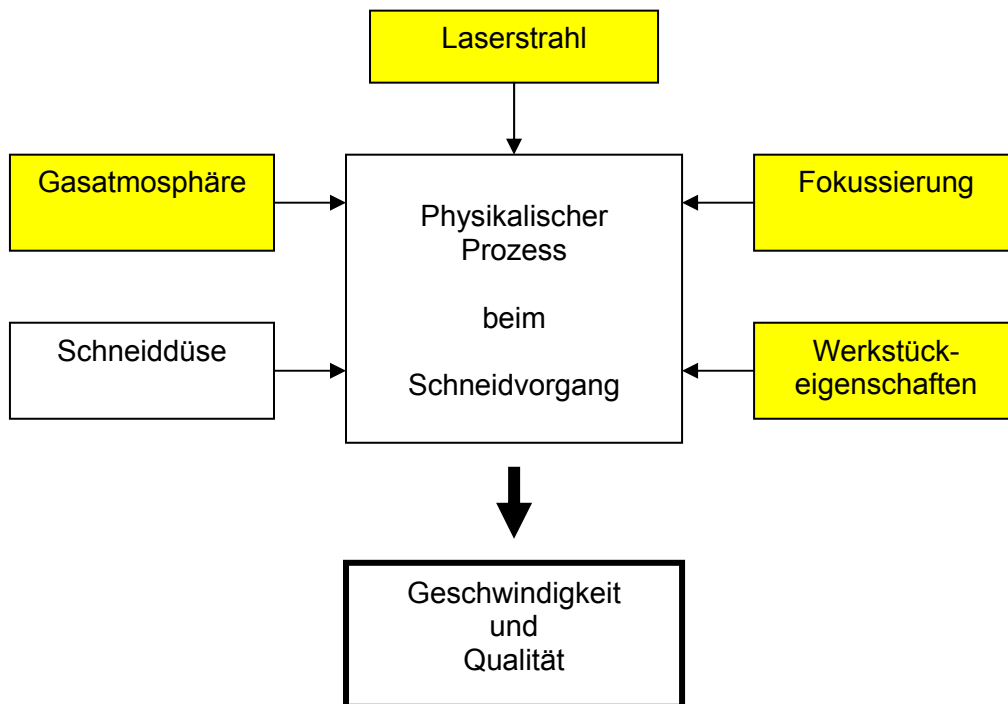 Laserstrahl
Gasatmosphäre
Fokussierung
Physikalischer
Prozess
beim
Schneidvorgang
Schneiddüse
Werkstück-
eigenschaften
Geschwindigkeit
und
Qualität